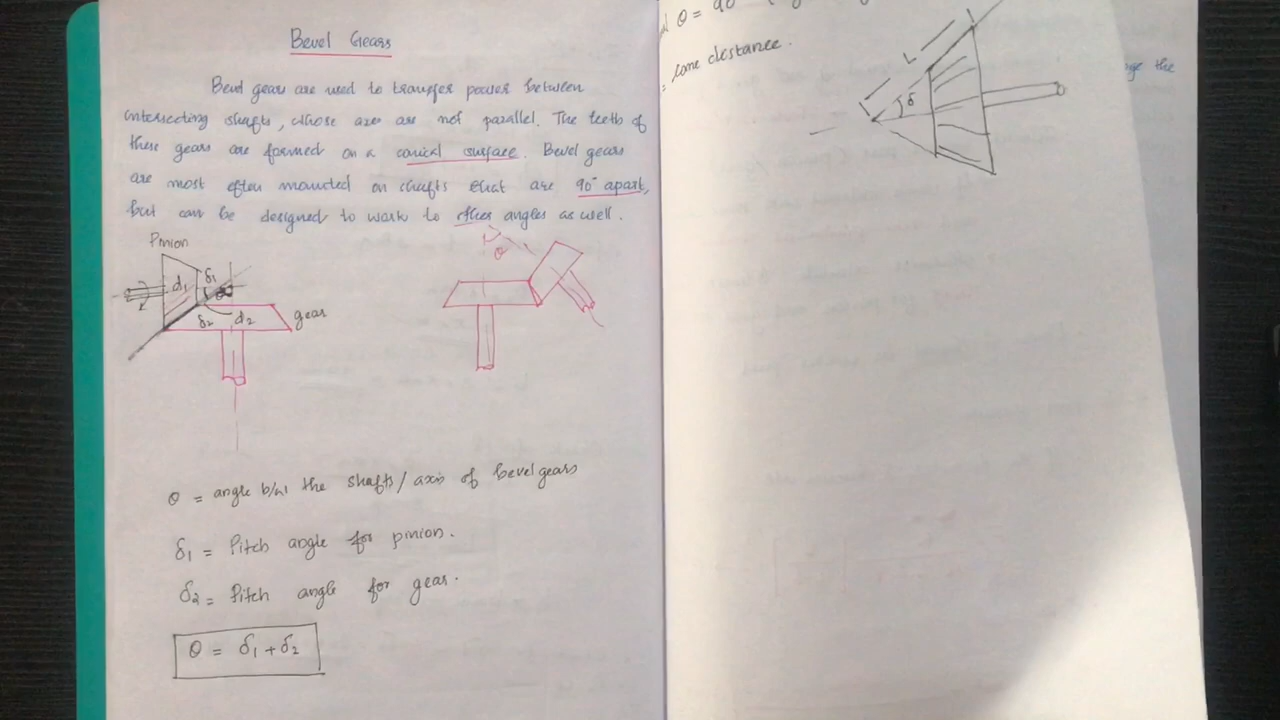 Bevel Gears
Bevel gears are used to transfer power between
intersecting shafts, whose axes are not parallel. The teeth of
these gears are formed on a conical surface. Bevel gears
are most often mounted on shafts that are 90° apart,
but can be designed to work to other angles as well.
Pinion
d1 δ1
δ2 d2 gear
θ
θ = angle b/w the shafts/axis of bevel gears
δ1 = Pitch angle for pinion.
δ2 = Pitch angle for gear.
θ = δ1 + δ2
θ = 90
same distance.
L
δ
the